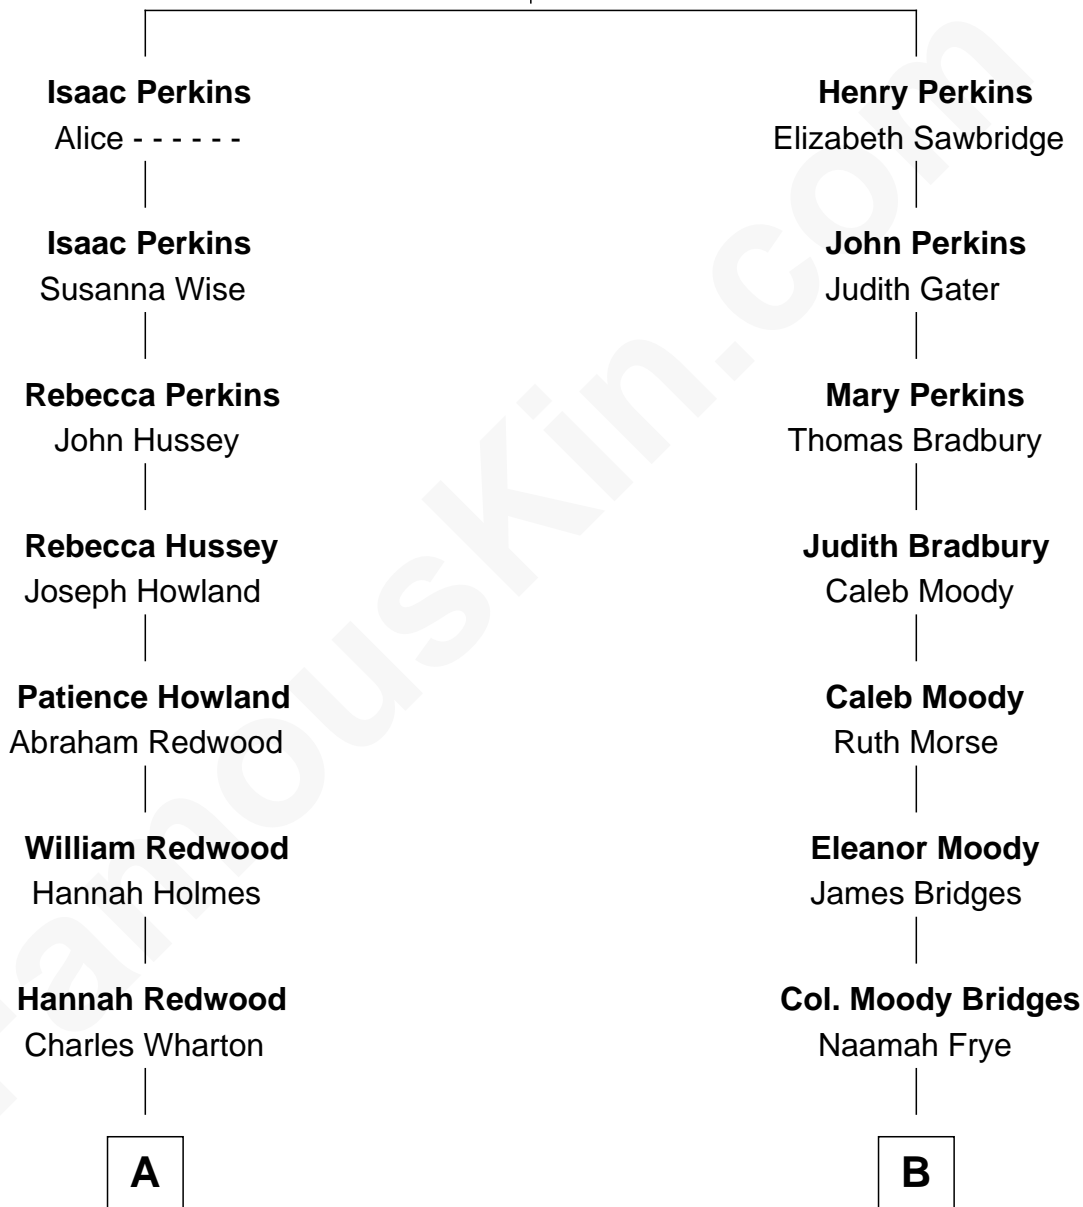 Isaac Perkins
Alice - - - - - -
Isaac Perkins
Susanna Wise
Rebecca Perkins
John Hussey
Rebecca Hussey
Joseph Howland
Patience Howland
Abraham Redwood
William Redwood
Hannah Holmes
Hannah Redwood
Charles Wharton
A
Henry Perkins
Elizabeth Sawbridge
John Perkins
Judith Gater
Mary Perkins
Thomas Bradbury
Judith Bradbury
Caleb Moody
Caleb Moody
Ruth Morse
Eleanor Moody
James Bridges
Col. Moody Bridges
Naamah Frye
B
FamousKin.com